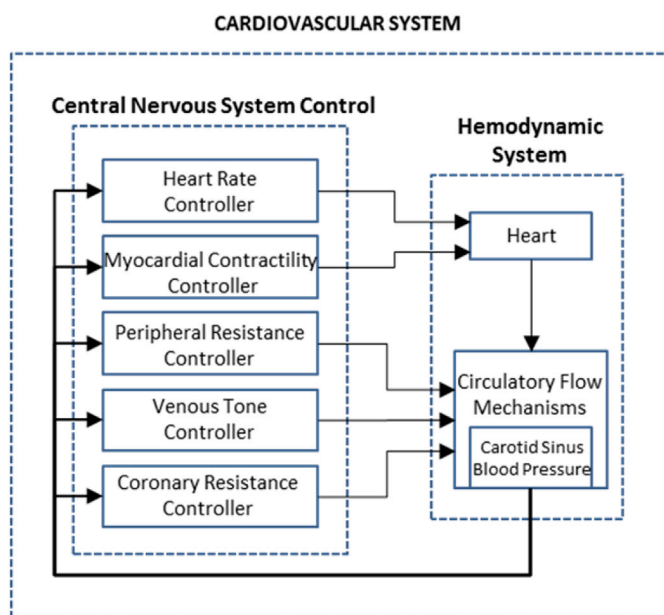 CARDIOVASCULAR SYSTEM
Central Nervous System Control
Heart Rate
Controller
Myocardial Contractility
Controller
Peripheral Resistance
Controller
Venous Tone
Controller
Coronary Resistance
Controller
Hemodynamic
System
Heart
Circulatory Flow
Mechanisms
Carotid Sinus
Blood Pressure